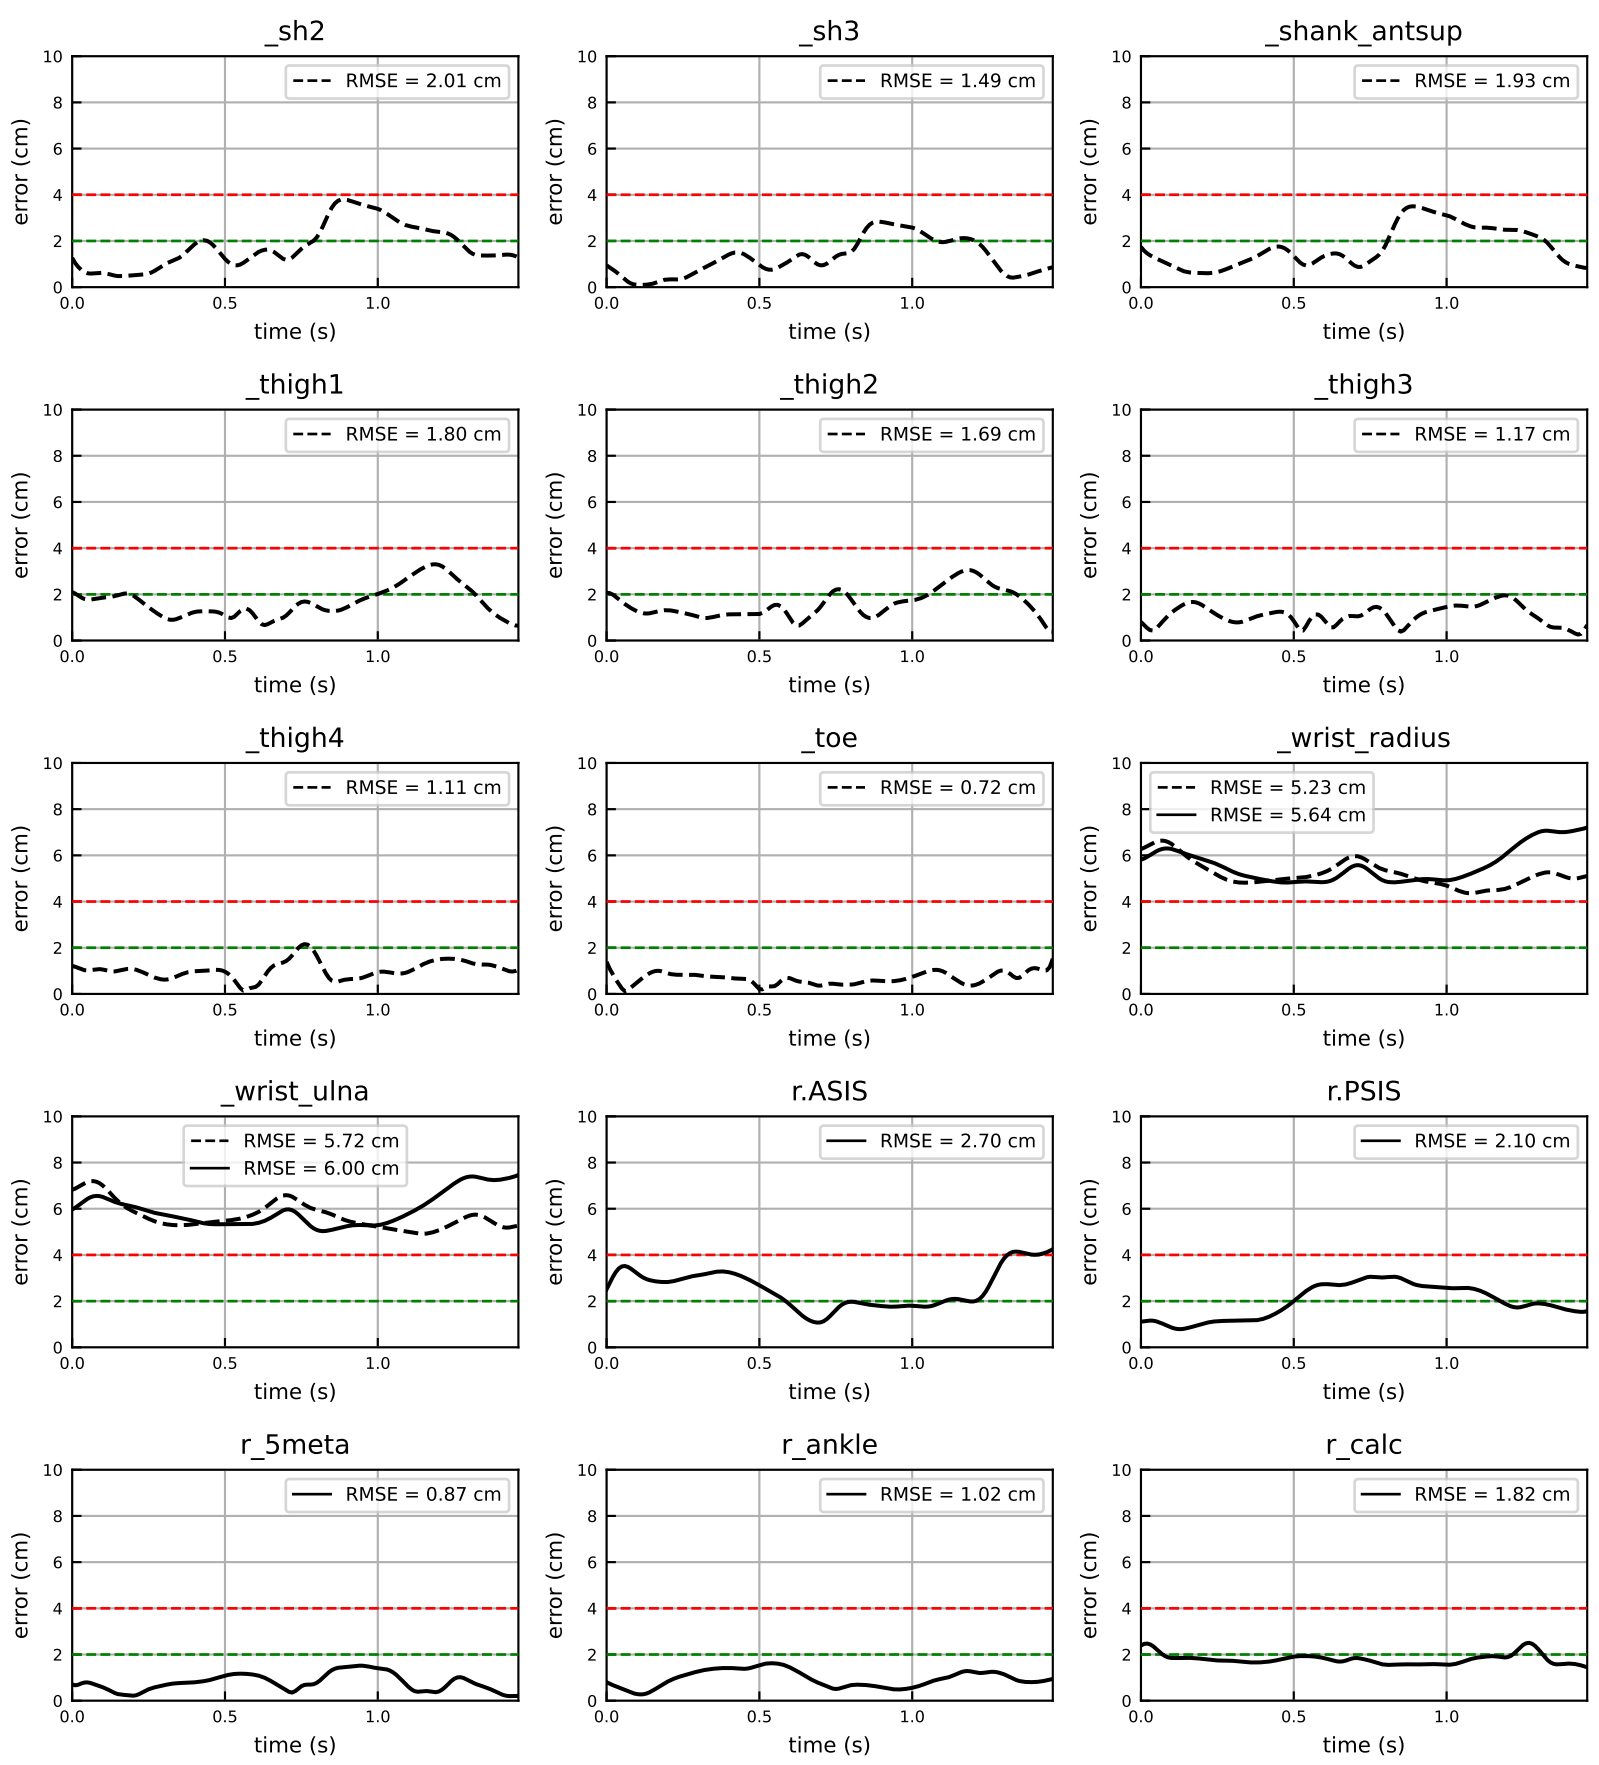 _sh2
_sh3
_shank_antsup
10
8
6
4
2
0
error (cm)
RMSE = 2.01 cm
0.0
0.5
1.0
time (s)
10
8
6
4
2
0
error (cm)
RMSE = 1.49 cm
0.0
0.5
1.0
time (s)
10
8
6
4
2
0
error (cm)
RMSE = 1.93 cm
0.0
0.5
1.0
time (s)
_thigh1
_thigh2
_thigh3
10
8
6
4
2
0
error (cm)
RMSE = 1.80 cm
0.0
0.5
1.0
time (s)
10
8
6
4
2
0
error (cm)
RMSE = 1.69 cm
0.0
0.5
1.0
time (s)
10
8
6
4
2
0
error (cm)
RMSE = 1.17 cm
0.0
0.5
1.0
time (s)
_thigh4
_toe
_wrist_radius
10
8
6
4
2
0
error (cm)
RMSE = 1.11 cm
0.0
0.5
1.0
time (s)
10
8
6
4
2
0
error (cm)
RMSE = 0.72 cm
0.0
0.5
1.0
time (s)
10
8
6
4
2
0
error (cm)
RMSE = 5.23 cm
RMSE = 5.64 cm
0.0
0.5
1.0
time (s)
_wrist_ulna
r.ASIS
r.PSIS
10
8
6
4
2
0
error (cm)
RMSE = 5.72 cm
RMSE = 6.00 cm
0.0
0.5
1.0
time (s)
10
8
6
4
2
0
error (cm)
RMSE = 2.70 cm
0.0
0.5
1.0
time (s)
10
8
6
4
2
0
error (cm)
RMSE = 2.10 cm
0.0
0.5
1.0
time (s)
r_5meta
r_ankle
r_calc
10
8
6
4
2
0
error (cm)
RMSE = 0.87 cm
0.0
0.5
1.0
time (s)
10
8
6
4
2
0
error (cm)
RMSE = 1.02 cm
0.0
0.5
1.0
time (s)
10
8
6
4
2
0
error (cm)
RMSE = 1.82 cm
0.0
0.5
1.0
time (s)